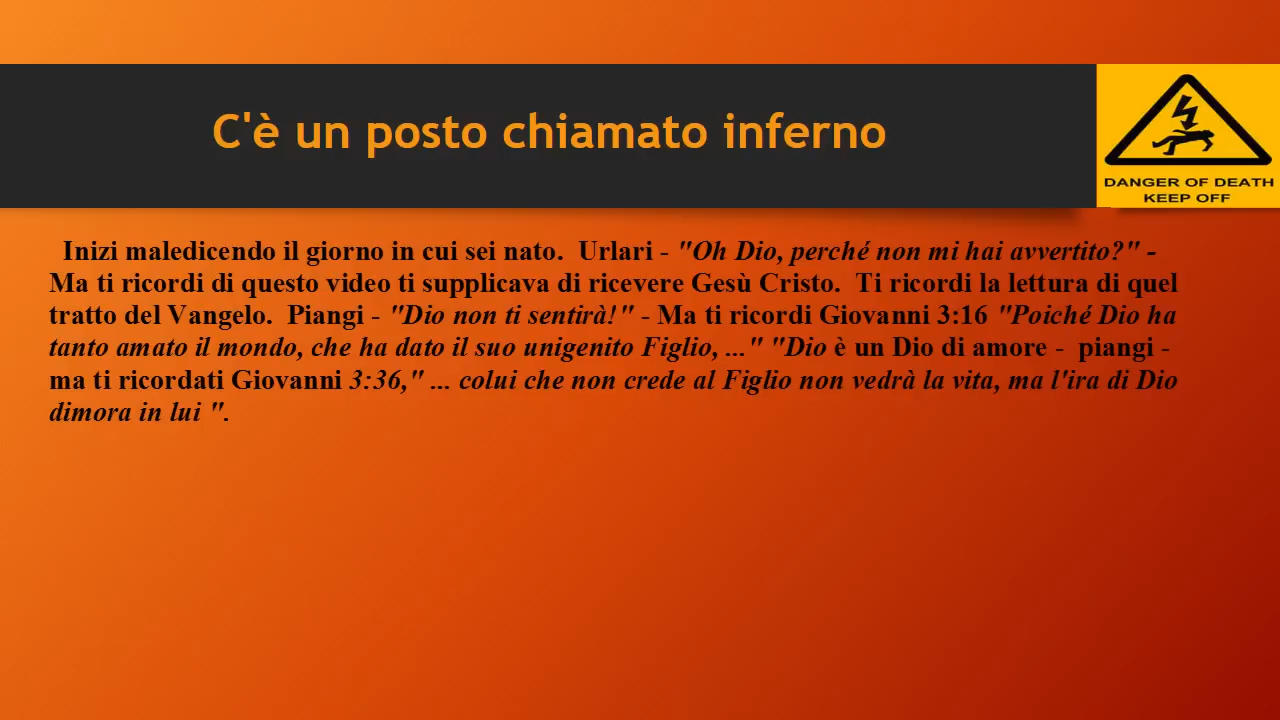 C'è un posto chiamato inferno
DANGER OF DEATH
KEEP OFF
Inizi maledicendo il giorno in cui sei nato.  Urlari - "Oh Dio, perché non mi hai avvertito?" -
Ma ti ricordi di questo video ti supplicava di ricevere Gesù Cristo.  Ti ricordi la lettura di quel
tratto del Vangelo.  Piangi - "Dio non ti sentirà!" - Ma ti ricordi Giovanni 3:16 "Poiché Dio ha
tanto amato il mondo, che ha dato il suo unigenito Figlio, ..." "Dio è un Dio di amore -  piangi -
ma ti ricordati Giovanni 3:36," ... colui che non crede al Figlio non vedrà la vita, ma l'ira di Dio
dimora in lui ".